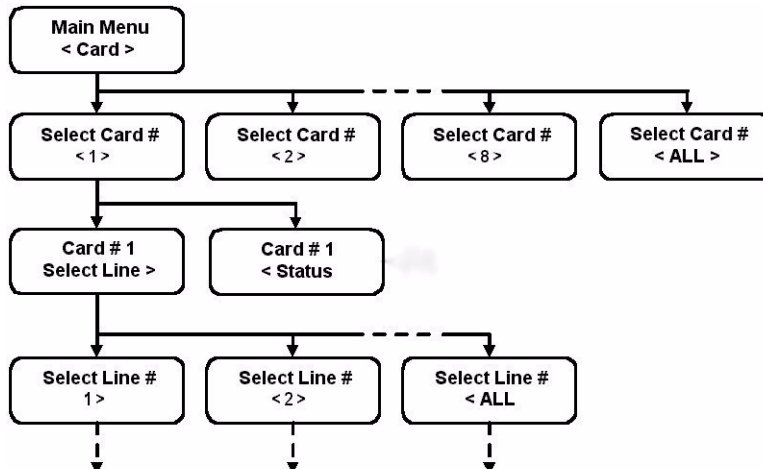 Main Menu
< Card >
Select Card #
< 1 >
Select Card #
< 2 >
Select Card #
< 8 >
Select Card #
< ALL >
Card # 1
Select Line >
Card # 1
< Status
Select Line #
1 >
Select Line #
< 2 >
Select Line #
< ALL